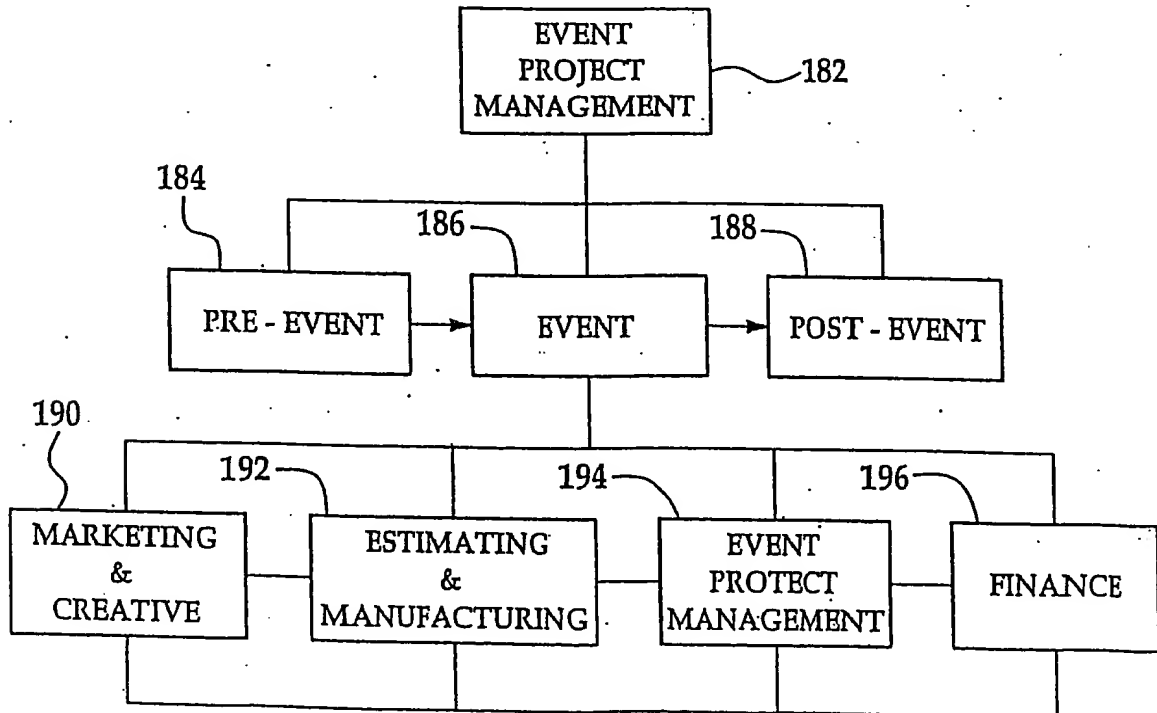 EVENT
PROJECT
MANAGEMENT
182
184
186
188
PRE - EVENT
EVENT
POST - EVENT
190
192
194
196
MARKETING
&
CREATIVE
ESTIMATING
&
MANUFACTURING
EVENT
PROTECT
MANAGEMENT
FINANCE